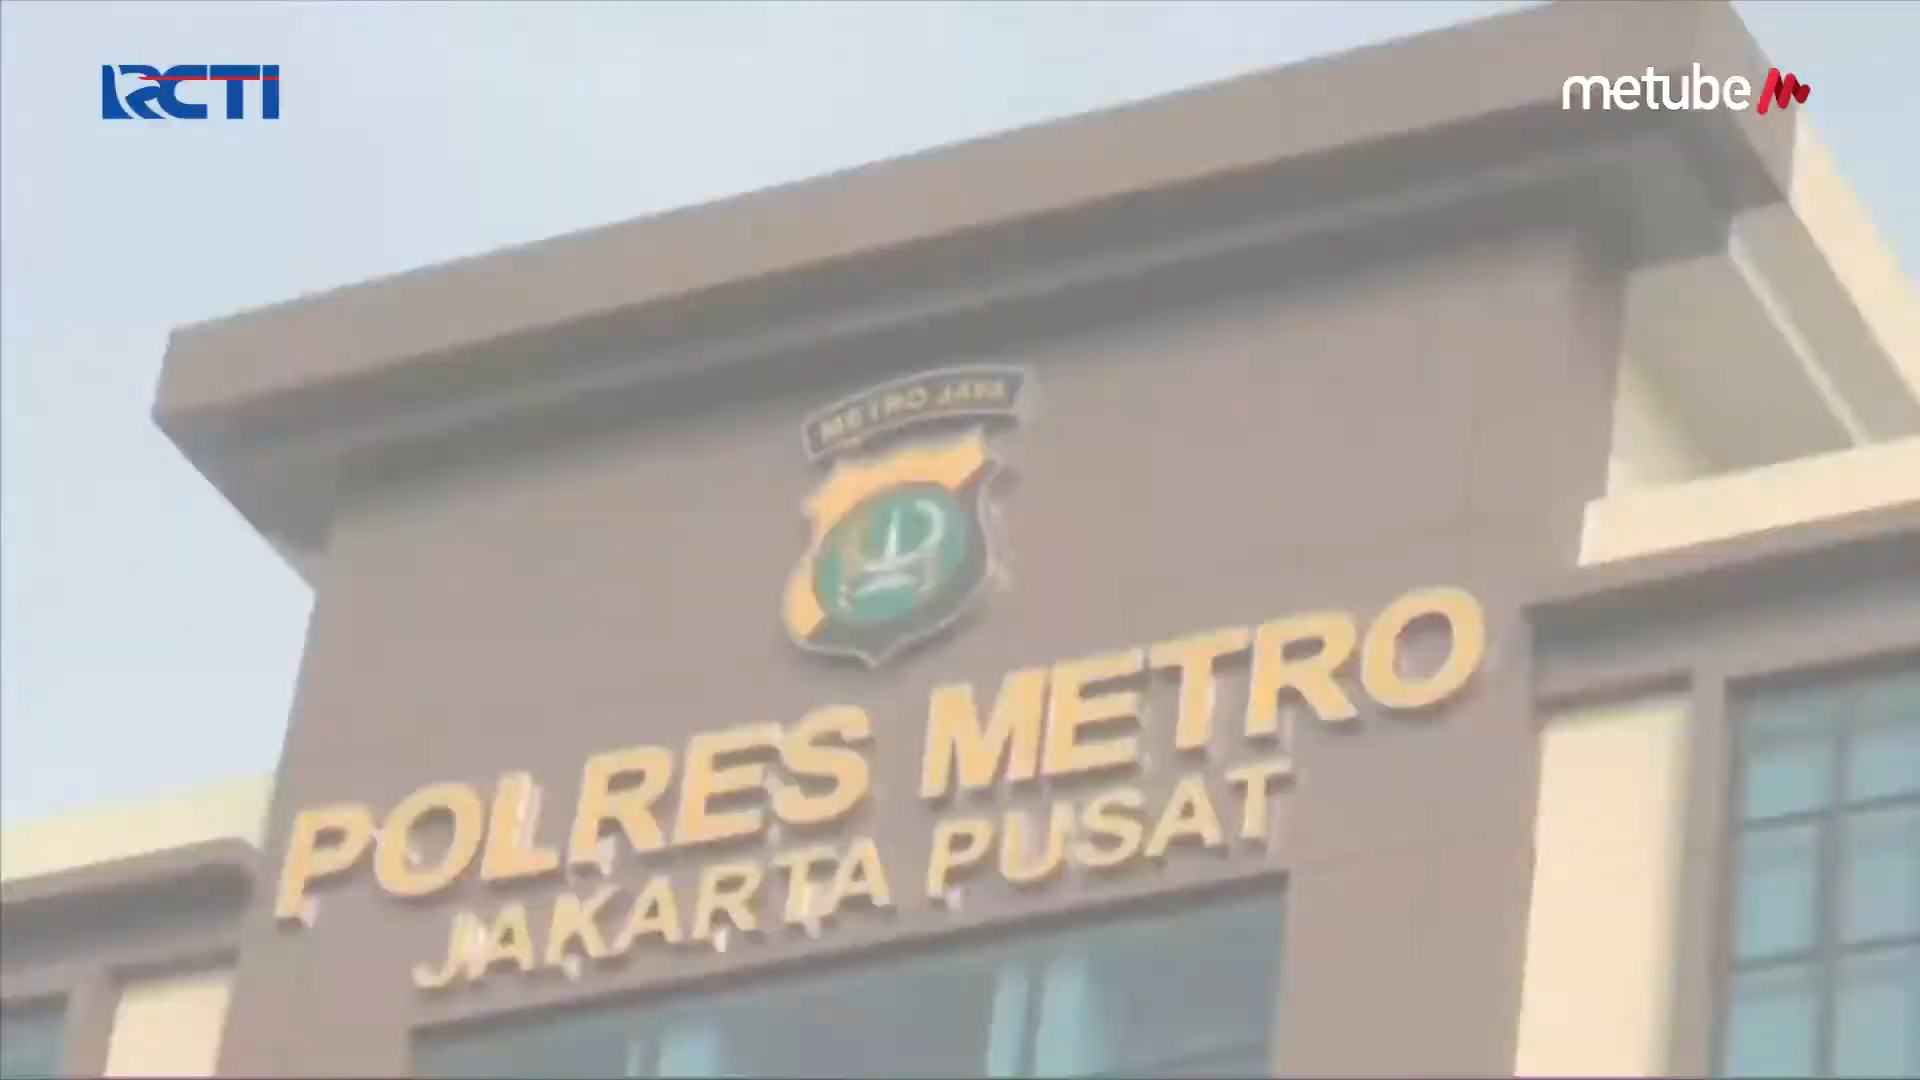 RCTI
metube
METRO JAYA
POLRES METRO
JAKARTA PUSAT